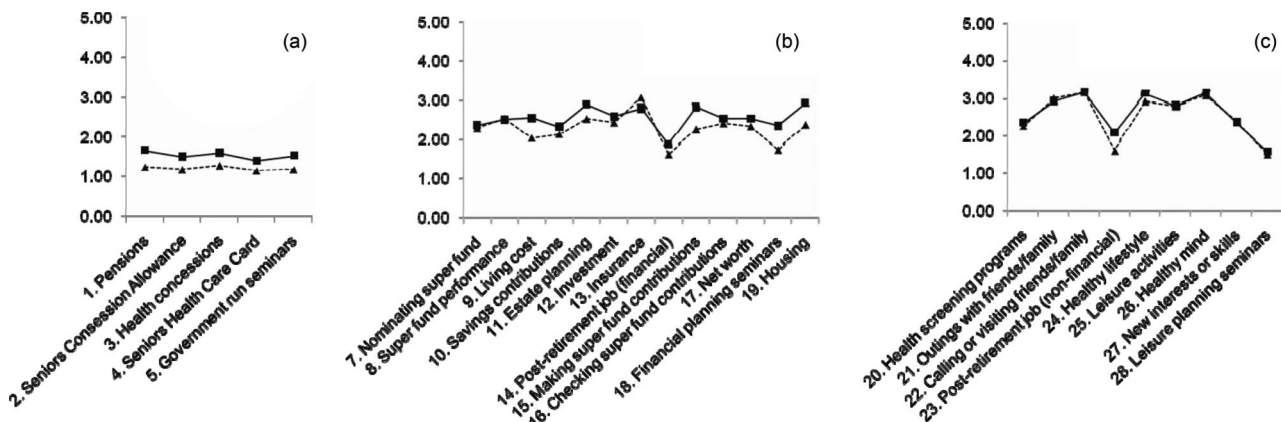 (a)
5.00
4.00
3.00
2.00
1.00
0.00
1. Pensions
2. Seniors Consession Allowance
3. Health concessions
4. Seniors Health Care Card
5. Government run seminars
(b)
5.00
4.00
3.00
2.00
1.00
0.00
7. Nominating super fund
8. Super fund performance
9. Living cost
10. Savings contributions
11. Estate planning
12. Investment
13. Insurance
14. Post-retirement job (financial)
15. Making super fund contributions
16. Checking super fund contributions
17. Net worth
18. Financial planning seminars
19. Housing
(c)
5.00
4.00
3.00
2.00
1.00
0.00
20. Health screening programs
21. Outings with friends/family
22. Calling or visiting friends/family
23. Post-retirement job (non-financial)
24. Healthy lifestyle
25. Leisure activities
26. Healthy mind
27. New interests or skills
28. Leisure planning seminars